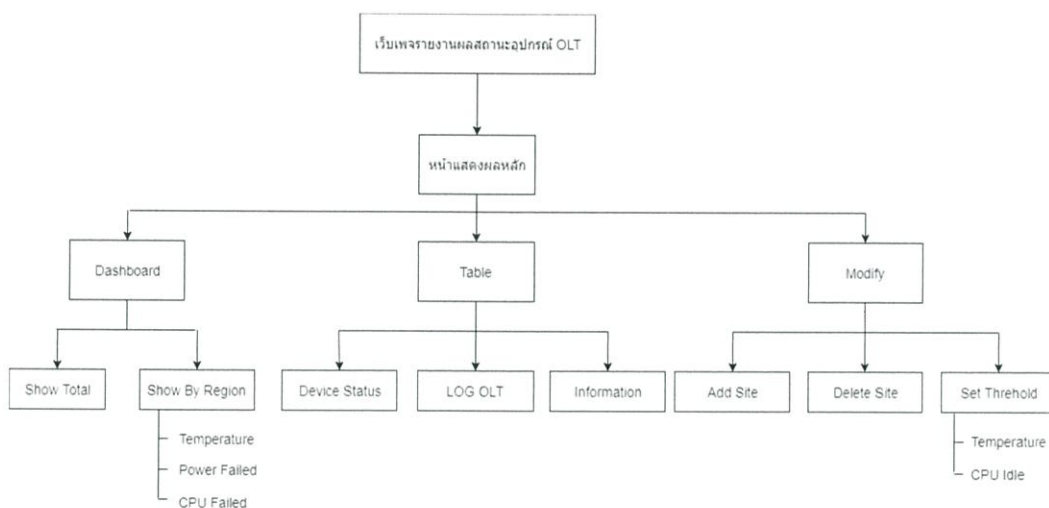 เว็บเพจรายงานผลสถานะอุปกรณ์ OLT
หน้าแสดงผลหลัก
Dashboard
Table
Modify
Show Total
Show By Region
Device Status
LOG OLT
Information
Add Site
Delete Site
Set Threhold
Temperature
Power Failed
CPU Failed
Temperature
CPU Idle